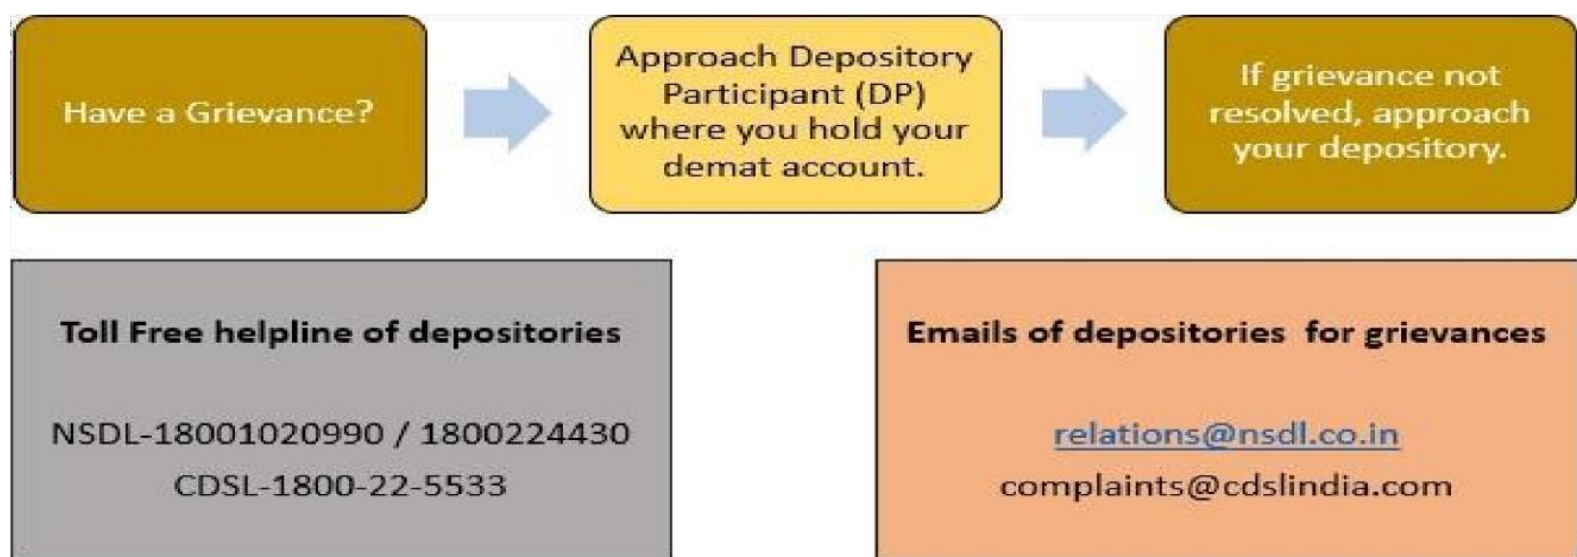 Have a Grievance?
Approach Depository
Participant (DP)
where you hold your
demat account.
If grievance not
resolved, approach
your depository.
Toll Free helpline of depositories
NSDL-18001020990 / 1800224430
CDSL-1800-22-5533
Emails of depositories for grievances
relations@nsdl.co.in
complaints@cdslindia.com